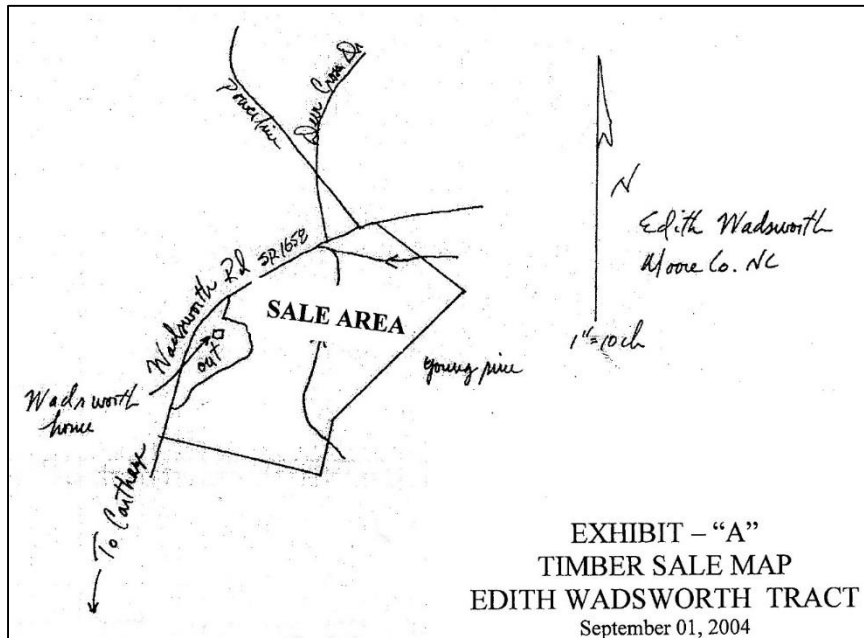 Powerline
Deer Cross Dr
N
Edith Wadsworth
Moore Co. NC
1"=10ch
Wadsworth Rd
SR1658
SALE AREA
out
young pine
Wadsworth
home
To Carthage
EXHIBIT – "A"
TIMBER SALE MAP
EDITH WADSWORTH TRACT
September 01, 2004